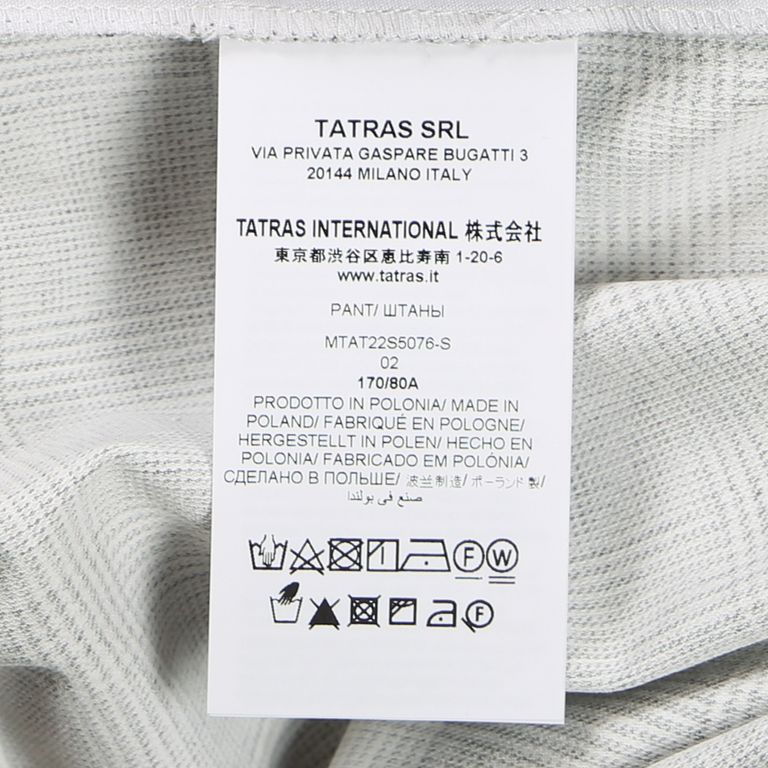 TATRAS SRL
VIA PRIVATA GASPARE BUGATTI 3
20144 MILANO ITALY
TATRAS INTERNATIONAL 株式会社
東京都渋谷区恵比寿南 1-20-6
www.tatras.it
PANT/ ШТАНЫ
MTAT22S5076-S
02
170/80A
PRODOTTO IN POLONIA/ MADE IN
POLAND/ FABRIQUÉ EN POLOGNE/
HERGESTELLT IN POLEN/ HECHO EN
POLONIA/ FABRICADO EM POLÓNIA/
СДЕЛАНО В ПОЛЬШЕ/ 波兰制造/ ポーランド製/
صنع في بولندا
F W
F